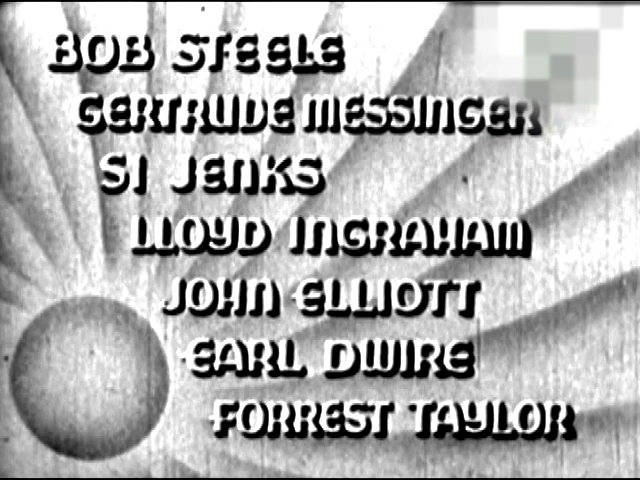 BOB STEELE
GERTRUDE MESSINGER
SI JENKS
LLOYD INGRAHAM
JOHN ELLIOTT
EARL DWIRE
FORREST TAYLOR